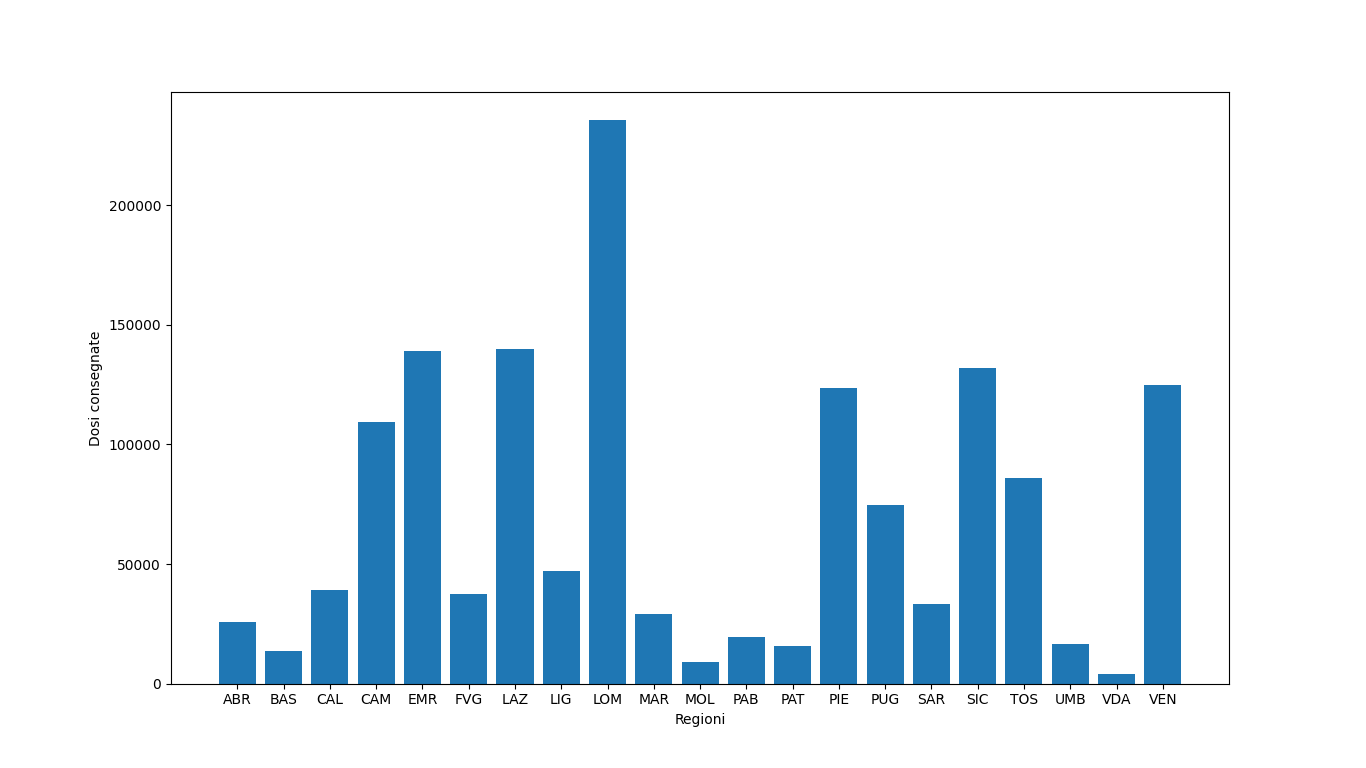 Dosi consegnate
200000
150000
100000
50000
0
ABR BAS CAL CAM EMR FVG LAZ LIG LOM MAR MOL PAB PAT PIE PUG SAR SIC TOS UMB VDA VEN
Regioni